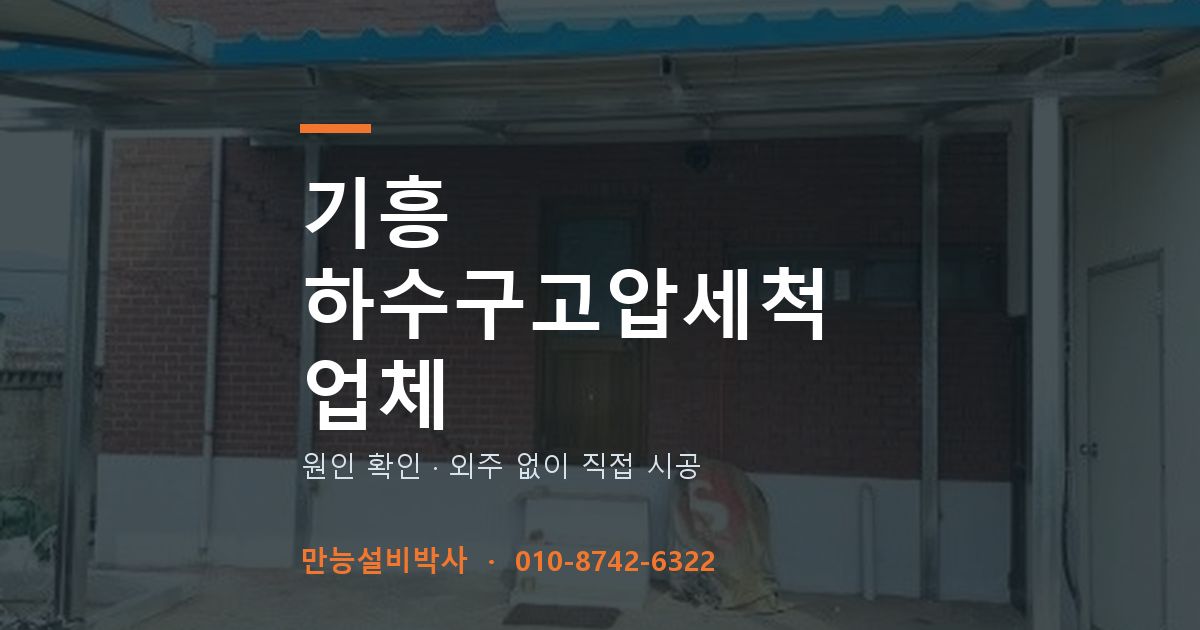 기흥
하수구고압세척
업체
원인 확인 · 외주 없이 직접 시공
만능설비박사 · 010-8742-6322